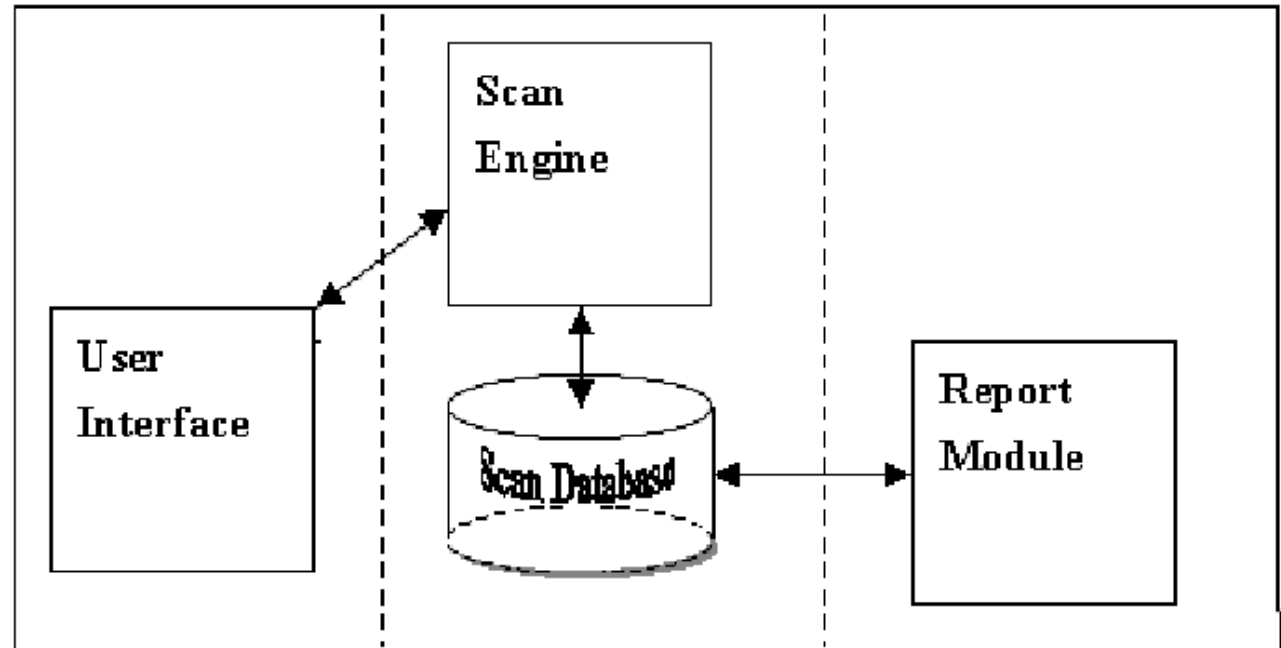 Scan
Engine
User
Interface
Scan Database
Report
Module